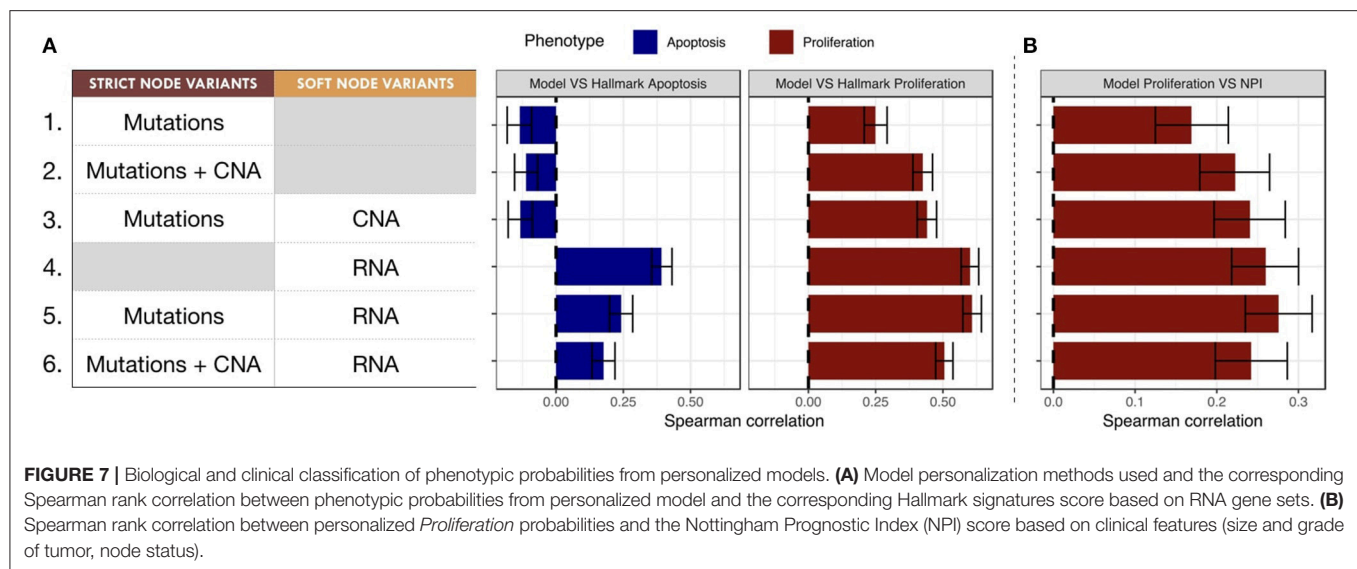 A
Phenotype Apoptosis Proliferation
B
STRICT NODE VARIANTS SOFT NODE VARIANTS
Model VS Hallmark Apoptosis Model VS Hallmark Proliferation Model Proliferation VS NPI
1. Mutations
2. Mutations + CNA
3. Mutations CNA
4. RNA
5. Mutations RNA
6. Mutations + CNA RNA
0.00 0.25 0.50 0.00 0.25 0.50 0.0 0.1 0.2 0.3
Spearman correlation Spearman correlation
FIGURE 7 | Biological and clinical classification of phenotypic probabilities from personalized models. (A) Model personalization methods used and the corresponding
Spearman rank correlation between phenotypic probabilities from personalized model and the corresponding Hallmark signatures score based on RNA gene sets. (B)
Spearman rank correlation between personalized Proliferation probabilities and the Nottingham Prognostic Index (NPI) score based on clinical features (size and grade
of tumor, node status).